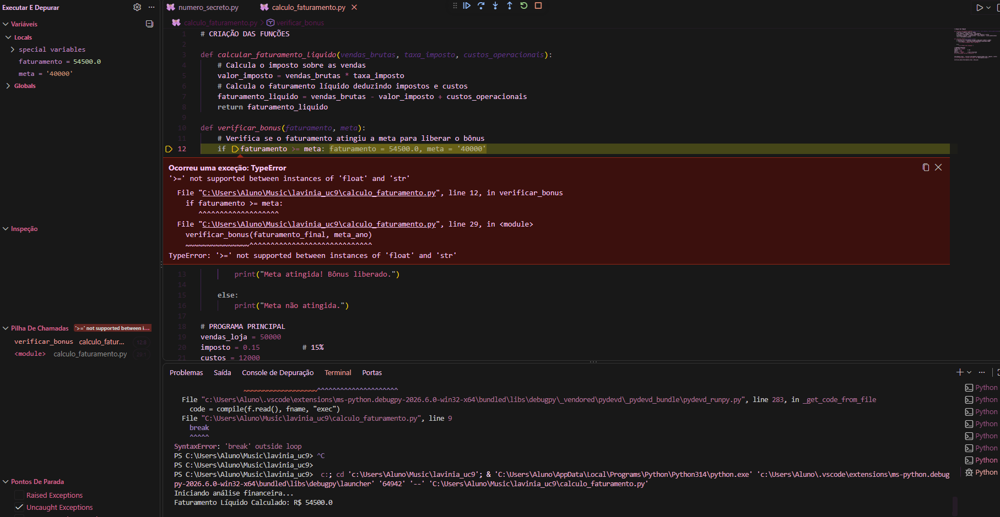 Executar E Depurar
Variáveis
Locals
special variables
faturamento = 54500.0
meta = '40000'
Globals
Inspeção
Pilha De Chamadas '>=' not supported between i...
verificar_bonus calculo_fatur... 12:8
<module> calculo_faturamento.py 29:1
Pontos De Parada
Raised Exceptions
Uncaught Exceptions
numero_secreto.py calculo_faturamento.py
calculo_faturamento.py > verificar_bonus
1 # CRIAÇÃO DAS FUNÇÕES
2
3 def calcular_faturamento_liquido(vendas_brutas, taxa_imposto, custos_operacionais):
4 # Calcula o imposto sobre as vendas
5 valor_imposto = vendas_brutas * taxa_imposto
6 # Calcula o faturamento líquido deduzindo impostos e custos
7 faturamento_liquido = vendas_brutas - valor_imposto + custos_operacionais
8 return faturamento_liquido
9
10 def verificar_bonus(faturamento, meta):
11 # Verifica se o faturamento atingiu a meta para liberar o bônus
12 if faturamento >= meta: faturamento = 54500.0, meta = '40000'
Ocorreu uma exceção: TypeError
'>=' not supported between instances of 'float' and 'str'
File "C:\Users\Aluno\Music\lavinia_uc9\calculo_faturamento.py", line 12, in verificar_bonus
if faturamento >= meta:
^^^^^^^^^^^^^^^^^^^
File "C:\Users\Aluno\Music\lavinia_uc9\calculo_faturamento.py", line 29, in <module>
verificar_bonus(faturamento_final, meta_ano)
~~~~~~~~~~~~~~~^^^^^^^^^^^^^^^^^^^^^^^^^^^^^
TypeError: '>=' not supported between instances of 'float' and 'str'
13 print("Meta atingida! Bônus liberado.")
14
15 else:
16 print("Meta não atingida.")
17
18 # PROGRAMA PRINCIPAL
19 vendas_loja = 50000
20 imposto = 0.15 # 15%
21 custos = 12000
Problemas Saída Console de Depuração Terminal Portas
~~~~~~~~~~~~~~~~~~~^^^^^^^^^^^^^^^^^^^^^
File "c:\Users\Aluno\.vscode\extensions\ms-python.debugpy-2026.6.0-win32-x64\bundled\libs\debugpy\_vendored\pydevd\_pydevd_bundle\pydevd_runpy.py", line 283, in _get_code_from_file
code = compile(f.read(), fname, "exec")
File "C:\Users\Aluno\Music\lavinia_uc9\calculo_faturamento.py", line 9
break
^^^^^
SyntaxError: 'break' outside loop
PS C:\Users\Aluno\Music\lavinia_uc9> ^C
PS C:\Users\Aluno\Music\lavinia_uc9>
PS C:\Users\Aluno\Music\lavinia_uc9> c:; cd 'c:\Users\Aluno\Music\lavinia_uc9'; & 'C:\Users\Aluno\AppData\Local\Programs\Python\Python314\python.exe' 'c:\Users\Aluno\.vscode\extensions\ms-python.debug
py-2026.6.0-win32-x64\bundled\libs\debugpy\launcher' '64942' '--' 'C:\Users\Aluno\Music\lavinia_uc9\calculo_faturamento.py'
Iniciando análise financeira...
Faturamento Líquido Calculado: R$ 54500.0
Python
Python
Python
Python
Python
Python
Python
Python